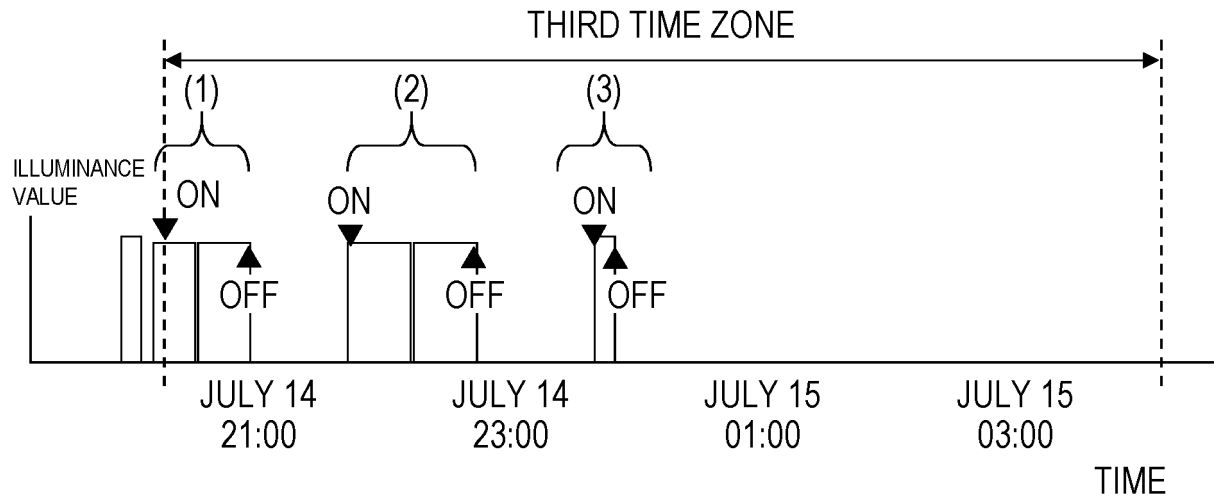 THIRD TIME ZONE
(1)
(2)
(3)
ILLUMINANCE
VALUE
ON
ON
ON
OFF
OFF
OFF
JULY 14
21:00
JULY 14
23:00
JULY 15
01:00
JULY 15
03:00
TIME